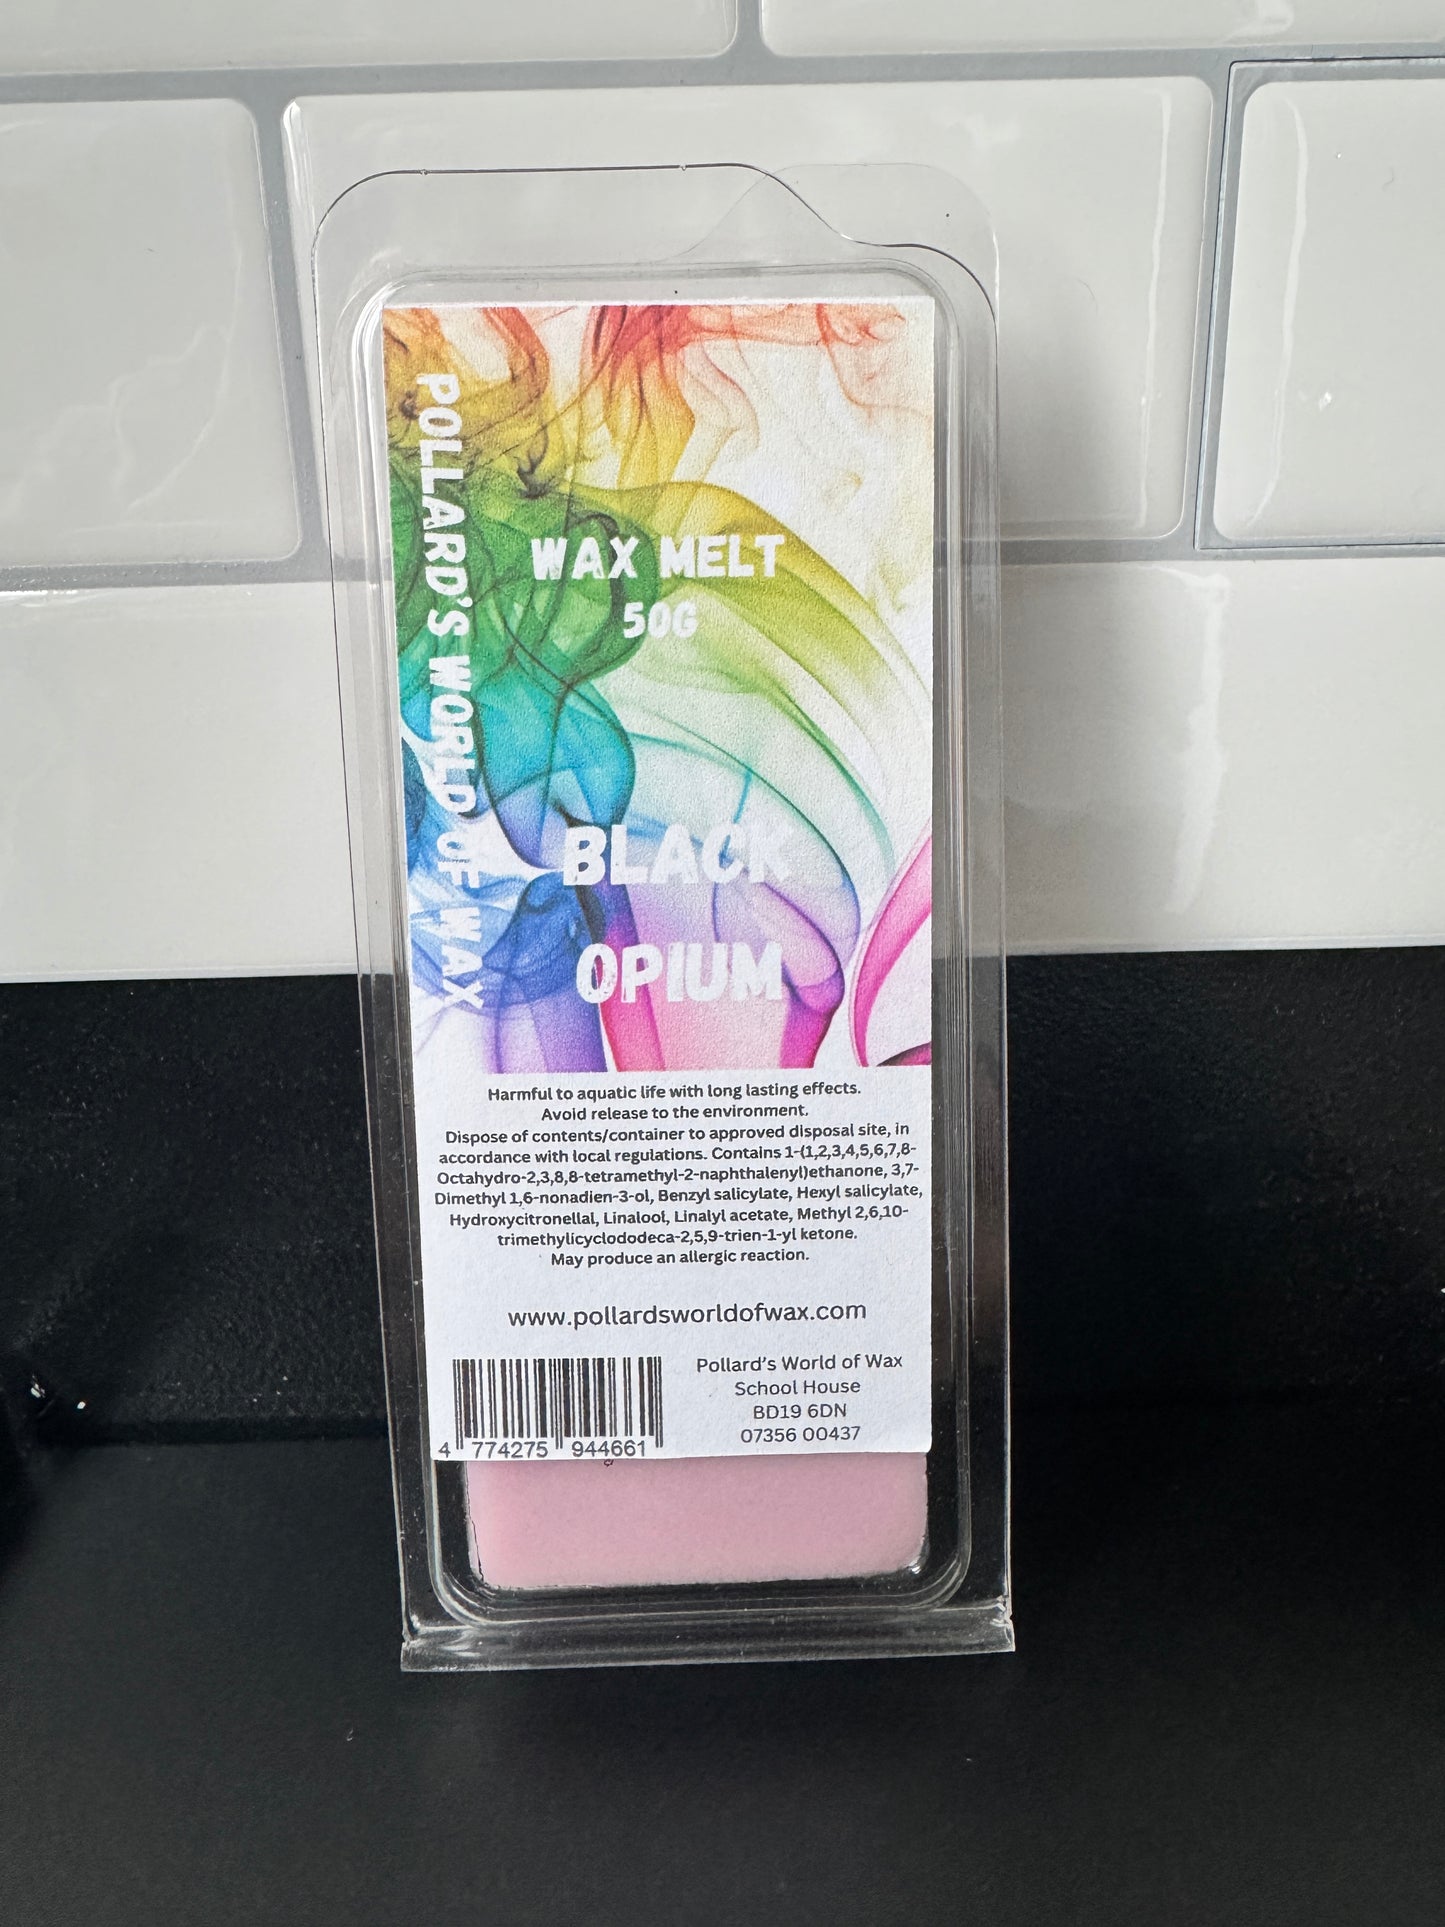 POLLARD'S WORLD OF WAX
WAX MELT
50G
BLACK
OPIUM
Harmful to aquatic life with long lasting effects.
Avoid release to the environment.
Dispose of contents/container to approved disposal site, in
accordance with local regulations. Contains 1-(1,2,3,4,5,6,7,8-
Octahydro-2,3,8,8-tetramethyl-2-naphthalenyl)ethanone, 3,7-
Dimethyl 1,6-nonadien-3-ol, Benzyl salicylate, Hexyl salicylate,
Hydroxycitronellal, Linalool, Linalyl acetate, Methyl 2,6,10-
trimethylicyclododeca-2,5,9-trien-1-yl ketone.
May produce an allergic reaction.
www.pollardsworldofwax.com
Pollard's World of Wax
School House
BD19 6DN
07356 00437
4 774275 944661